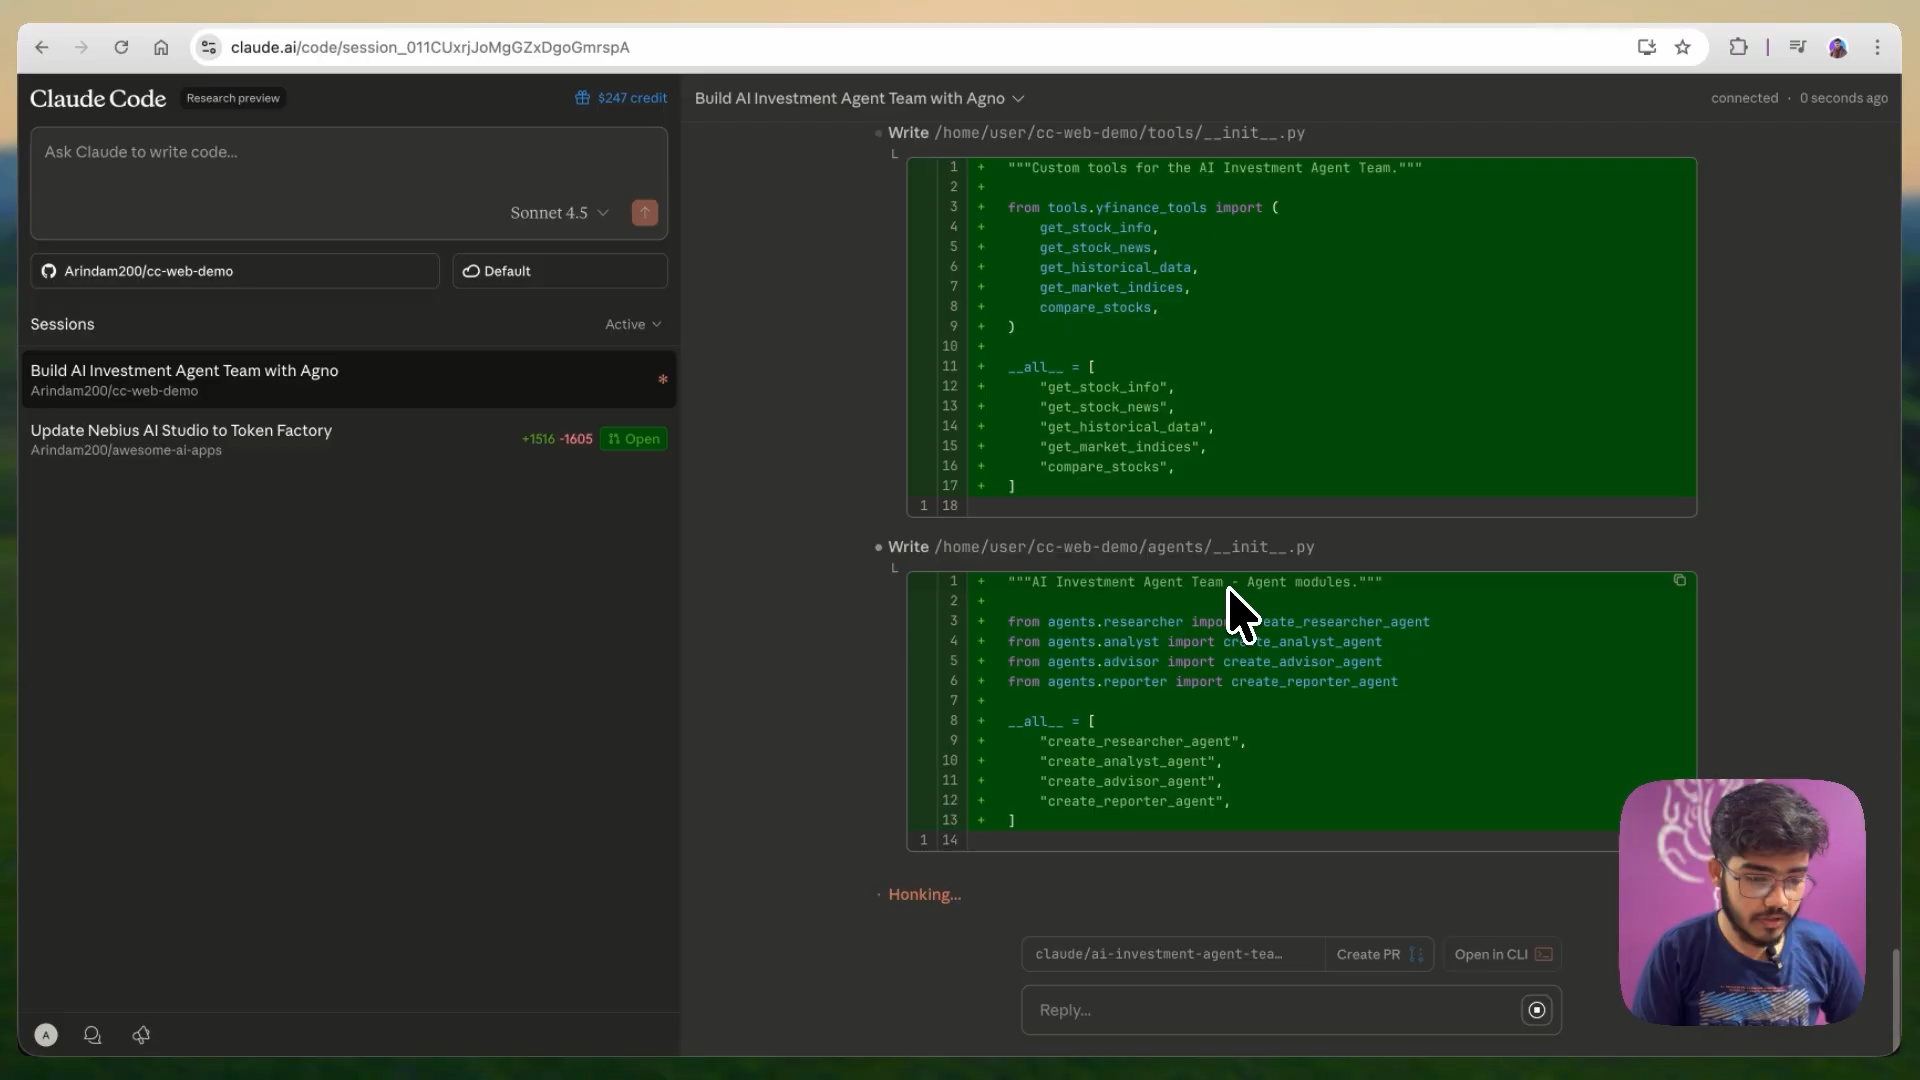 claude.ai/code/session_011CUxrjJoMgGZxDgoGmrspA
Claude Code
Research preview
$247 credit
Ask Claude to write code...
Sonnet 4.5
Arindam200/cc-web-demo
Default
Sessions
Active
Build AI Investment Agent Team with Agno
Arindam200/cc-web-demo
Update Nebius AI Studio to Token Factory
Arindam200/awesome-ai-apps
+1516 -1605
Open
A
Build AI Investment Agent Team with Agno
connected · 0 seconds ago
Write /home/user/cc-web-demo/tools/__init__.py
1 + """Custom tools for the AI Investment Agent Team."""
2 +
3 + from tools.yfinance_tools import (
4 + get_stock_info,
5 + get_stock_news,
6 + get_historical_data,
7 + get_market_indices,
8 + compare_stocks,
9 + )
10 +
11 + __all__ = [
12 + "get_stock_info",
13 + "get_stock_news",
14 + "get_historical_data",
15 + "get_market_indices",
16 + "compare_stocks",
17 + ]
1 18
Write /home/user/cc-web-demo/agents/__init__.py
1 + """AI Investment Agent Team - Agent modules."""
2 +
3 + from agents.researcher import create_researcher_agent
4 + from agents.analyst import create_analyst_agent
5 + from agents.advisor import create_advisor_agent
6 + from agents.reporter import create_reporter_agent
7 +
8 + __all__ = [
9 + "create_researcher_agent",
10 + "create_analyst_agent",
11 + "create_advisor_agent",
12 + "create_reporter_agent",
13 + ]
1 14
· Honking...
claude/ai-investment-agent-tea...
Create PR
Open in CLI
Reply...